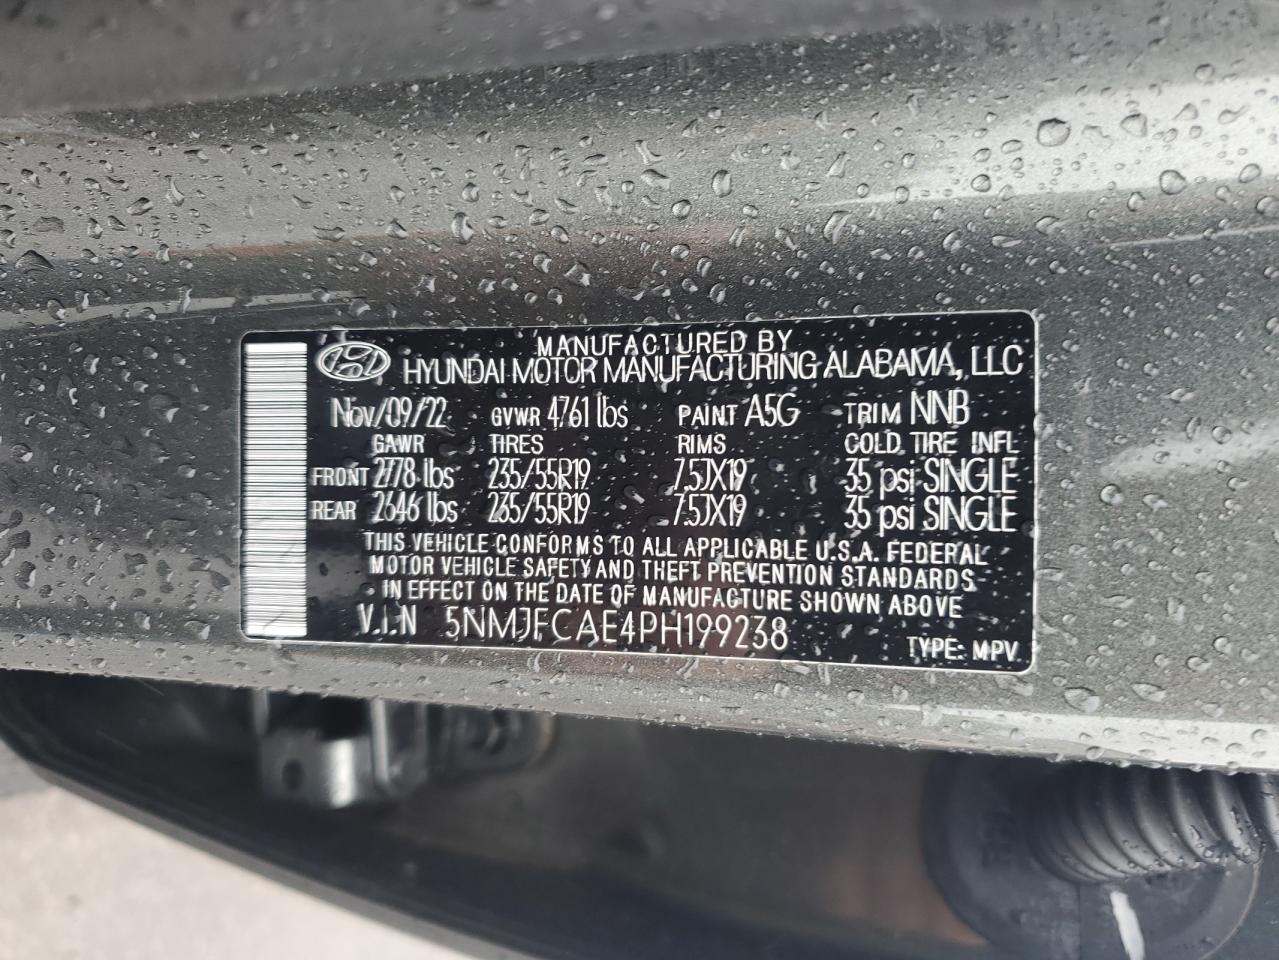 MANUFACTURED BY
HYUNDAI MOTOR MANUFACTURING ALABAMA, LLC
Nov/09/22 GVWR 4761 lbs PAINT A5G TRIM NNB
GAWR TIRES RIMS COLD TIRE INFL
FRONT 2778 lbs 235/55R19 7.5JX19 35 psi SINGLE
REAR 2646 lbs 235/55R19 7.5JX19 35 psi SINGLE
THIS VEHICLE CONFORMS TO ALL APPLICABLE U.S.A. FEDERAL
MOTOR VEHICLE SAFETY AND THEFT PREVENTION STANDARDS
IN EFFECT ON THE DATE OF MANUFACTURE SHOWN ABOVE
V.I.N 5NMJFCAE4PH199238 TYPE: MPV